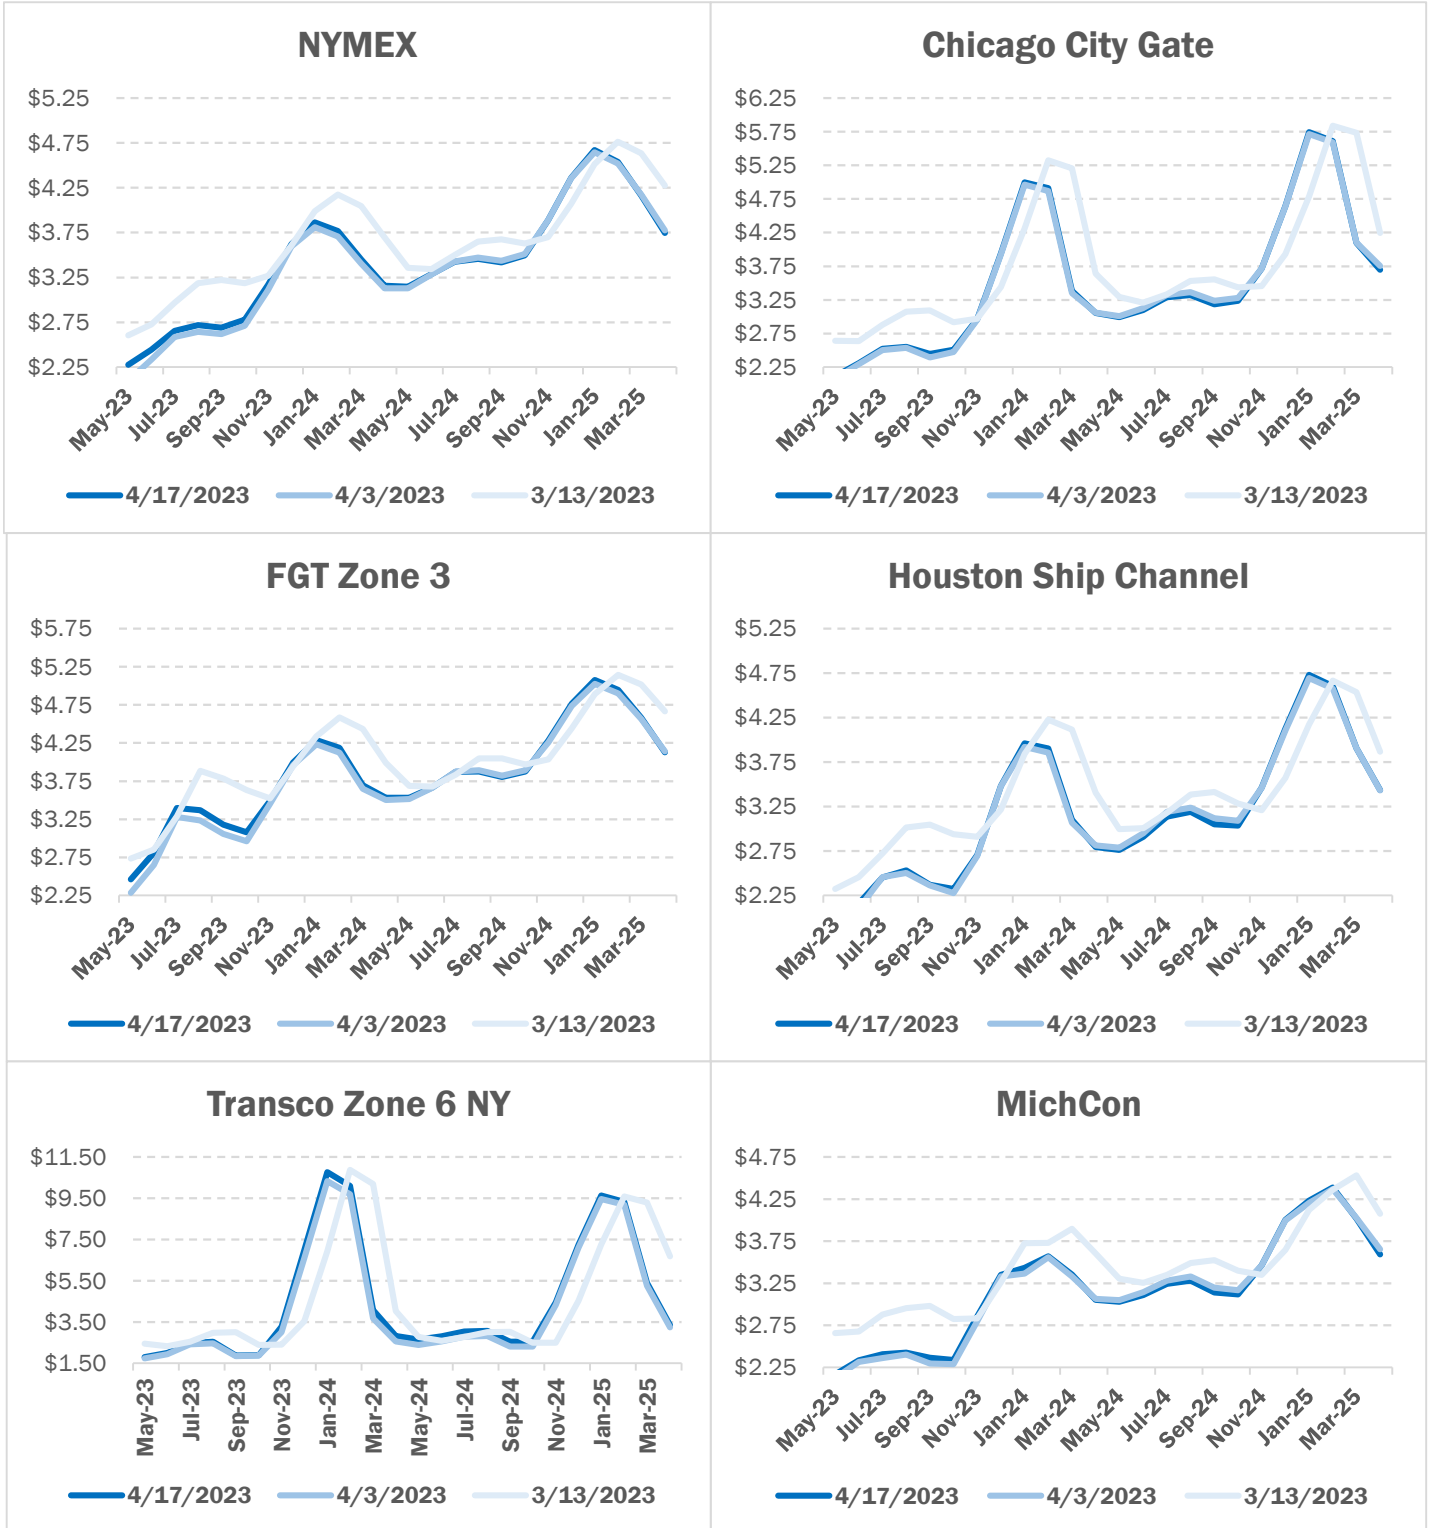 NYMEX
$5.25
$4.75
$4.25
$3.75
$3.25
$2.75
$2.25
May-23 Jul-23 Sep-23 Nov-23 Jan-24 Mar-24 May-24 Jul-24 Sep-24 Nov-24 Jan-25 Mar-25
4/17/2023 4/3/2023 3/13/2023
Chicago City Gate
$6.25
$5.75
$5.25
$4.75
$4.25
$3.75
$3.25
$2.75
$2.25
May-23 Jul-23 Sep-23 Nov-23 Jan-24 Mar-24 May-24 Jul-24 Sep-24 Nov-24 Jan-25 Mar-25
4/17/2023 4/3/2023 3/13/2023
FGT Zone 3
$5.75
$5.25
$4.75
$4.25
$3.75
$3.25
$2.75
$2.25
May-23 Jul-23 Sep-23 Nov-23 Jan-24 Mar-24 May-24 Jul-24 Sep-24 Nov-24 Jan-25 Mar-25
4/17/2023 4/3/2023 3/13/2023
Houston Ship Channel
$5.25
$4.75
$4.25
$3.75
$3.25
$2.75
$2.25
May-23 Jul-23 Sep-23 Nov-23 Jan-24 Mar-24 May-24 Jul-24 Sep-24 Nov-24 Jan-25 Mar-25
4/17/2023 4/3/2023 3/13/2023
Transco Zone 6 NY
$11.50
$9.50
$7.50
$5.50
$3.50
$1.50
May-23 Jul-23 Sep-23 Nov-23 Jan-24 Mar-24 May-24 Jul-24 Sep-24 Nov-24 Jan-25 Mar-25
4/17/2023 4/3/2023 3/13/2023
MichCon
$4.75
$4.25
$3.75
$3.25
$2.75
$2.25
May-23 Jul-23 Sep-23 Nov-23 Jan-24 Mar-24 May-24 Jul-24 Sep-24 Nov-24 Jan-25 Mar-25
4/17/2023 4/3/2023 3/13/2023